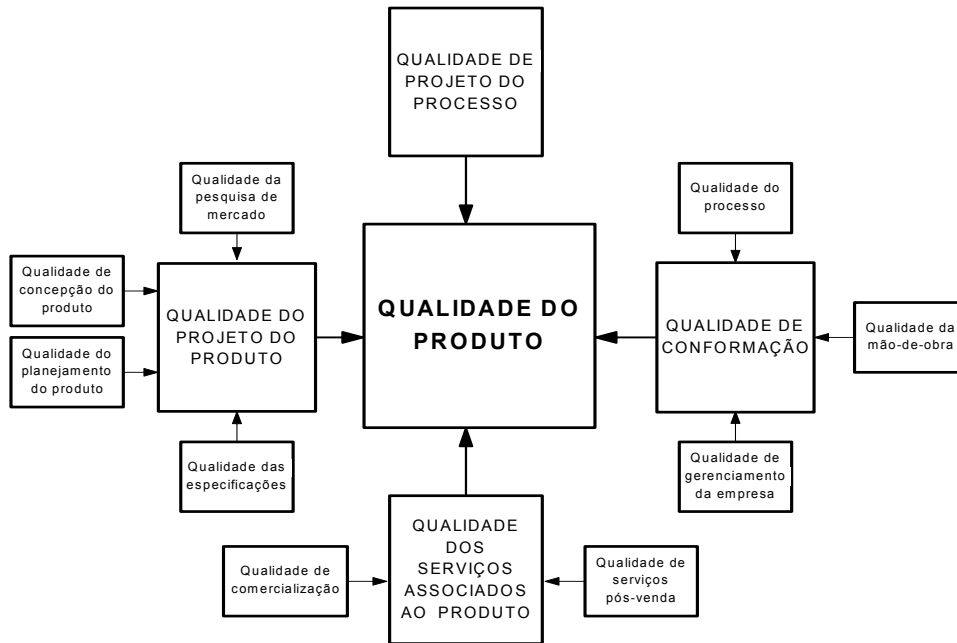 QUALIDADE DE
PROJETO DO
PROCESSO
Qualidade da
pesquisa de
mercado
Qualidade do
processo
Qualidade de
concepção do
produto
QUALIDADE DO
PROJETO DO
PRODUTO
QUALIDADE DO
PRODUTO
QUALIDADE DE
CONFORMAÇÃO
Qualidade da
mão-de-obra
Qualidade do
planejamento
do produto
Qualidade das
especificações
Qualidade de
gerenciamento
da empresa
QUALIDADE
DOS
SERVIÇOS
ASSOCIADOS
AO PRODUTO
Qualidade de
comercialização
Qualidade de
serviços
pós-venda